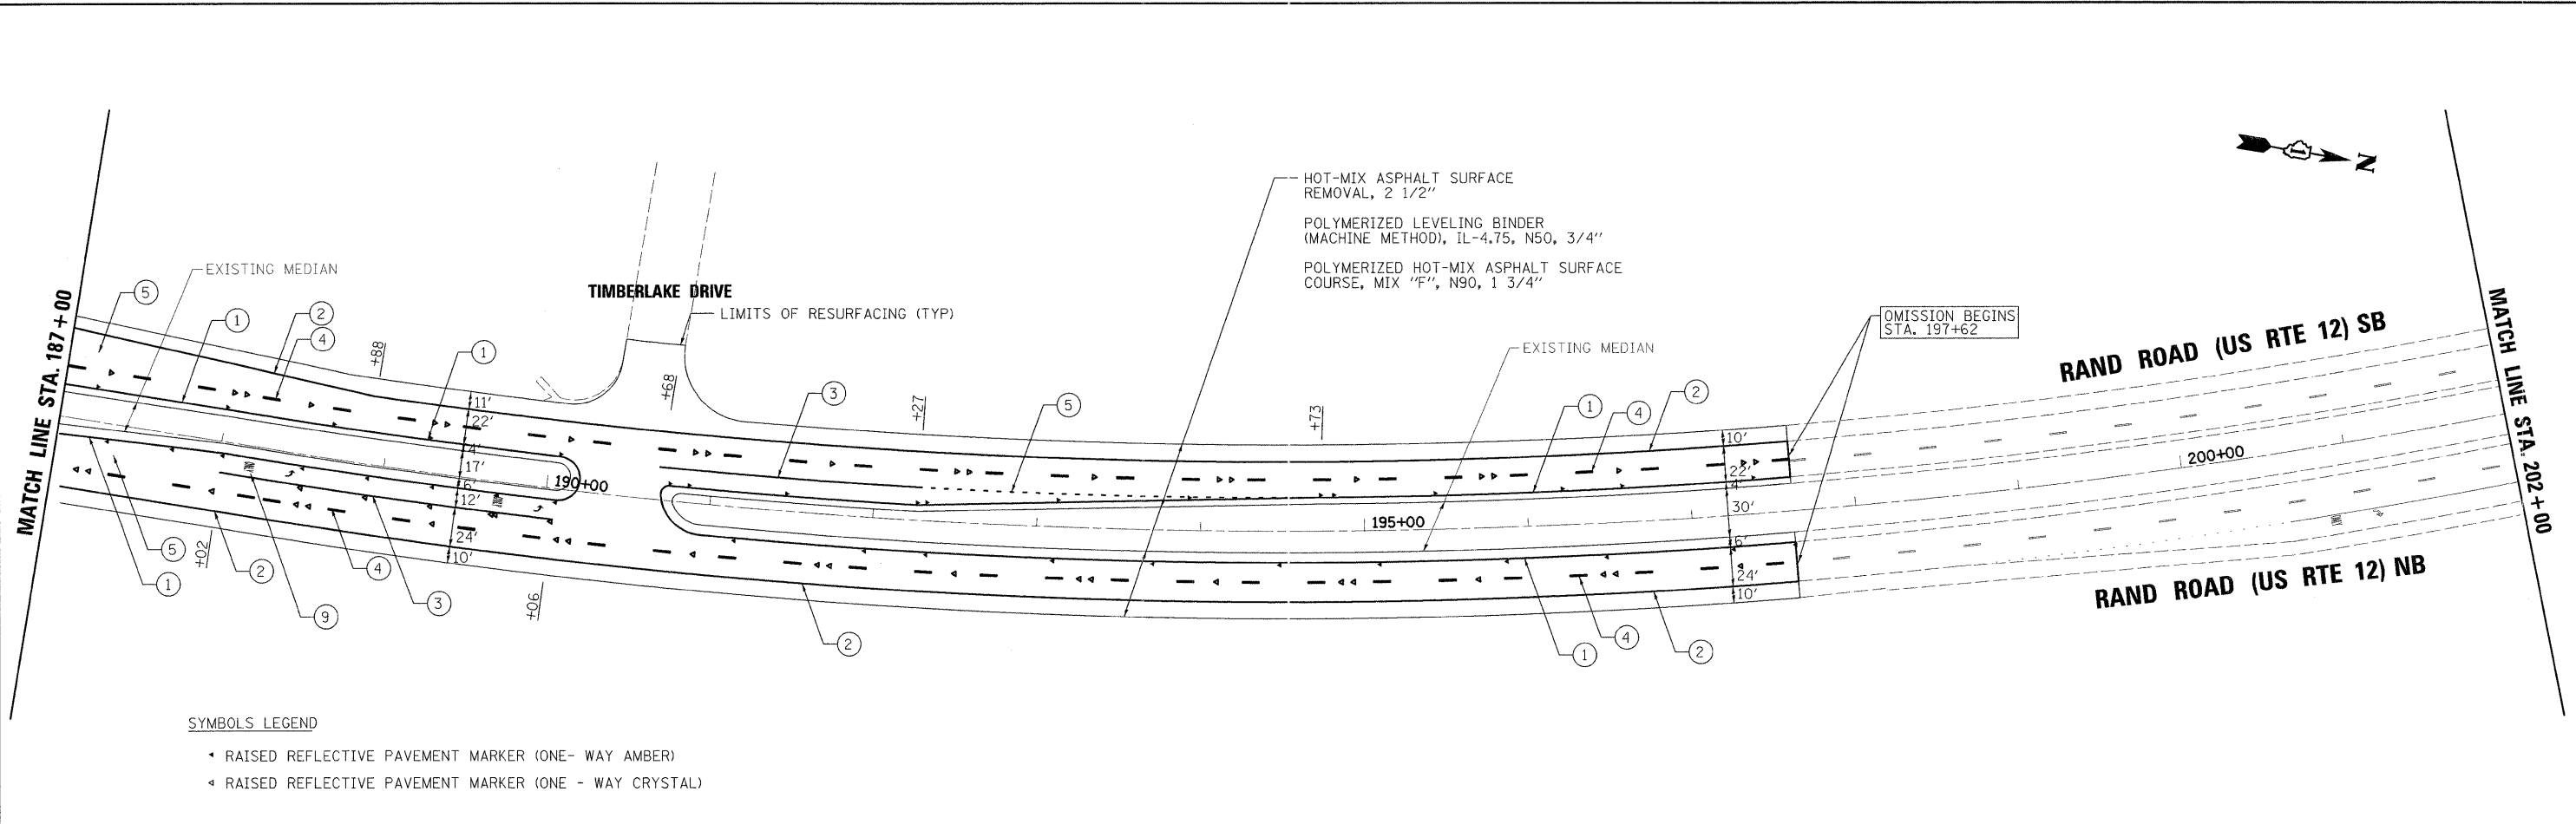 HOT-MIX ASPHALT SURFACE
REMOVAL, 2 1/2"
POLYMERIZED LEVELING BINDER
(MACHINE METHOD), IL-4.75, N50, 3/4"
POLYMERIZED HOT-MIX ASPHALT SURFACE
COURSE, MIX "F", N90, 1 3/4"
N
1
EXISTING MEDIAN
TIMBERLAKE DRIVE
LIMITS OF RESURFACING (TYP)
EXISTING MEDIAN
OMISSION BEGINS
STA. 197+62
MATCH LINE STA. 187+00
MATCH LINE STA. 202+00
RAND ROAD (US RTE 12) SB
RAND ROAD (US RTE 12) NB
5
1
2
4
1
3
5
1
4
2
+88
+68
+27
+73
11'
22'
4'
17'
6'
12'
24'
10'
190+00
195+00
200+00
10'
22'
4'
30'
6'
24'
10'
+02
+06
5
1
2
9
4
3
2
1
4
2
SYMBOLS LEGEND
RAISED REFLECTIVE PAVEMENT MARKER (ONE- WAY AMBER)
RAISED REFLECTIVE PAVEMENT MARKER (ONE - WAY CRYSTAL)